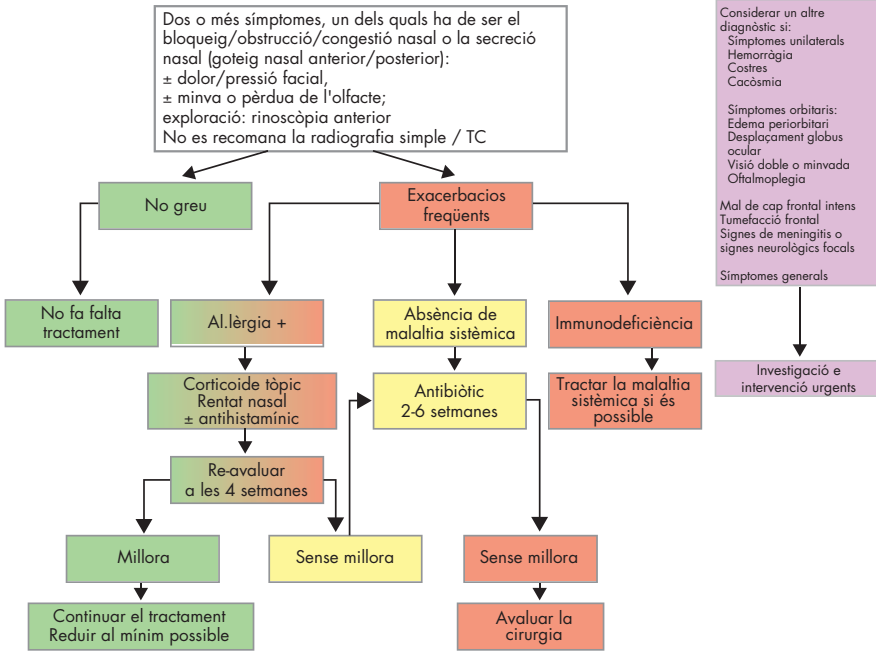 Dos o més símptomes, un dels quals ha de ser el
bloqueig/obstrucció/congestió nasal o la secreció
nasal (goteig nasal anterior/posterior):
± dolor/pressió facial,
± minva o pèrdua de l'olfacte;
exploració: rinoscòpia anterior
No es recomana la radiografia simple / TC
No greu
Exacerbacios
freqüents
No fa falta
tractament
Al.lèrgia +
Absència de
malaltia sistèmica
Immunodeficiència
Corticoide tòpic
Rentat nasal
± antihistamínic
Antibiòtic
2-6 setmanes
Tractar la malaltia
sistèmica si és
possible
Re-avaluar
a les 4 setmanes
Millora
Sense millora
Sense millora
Continuar el tractament
Reduir al mínim possible
Avaluar la
cirurgia
Considerar un altre
diagnòstic si:
Símptomes unilaterals
Hemorràgia
Costres
Cacòsmia
Símptomes orbitaris:
Edema periorbitari
Desplaçament globus
ocular
Visió doble o minvada
Oftalmoplegia
Mal de cap frontal intens
Tumefacció frontal
Signes de meningitis o
signes neurològics focals
Símptomes generals
Investigació e
intervenció urgents